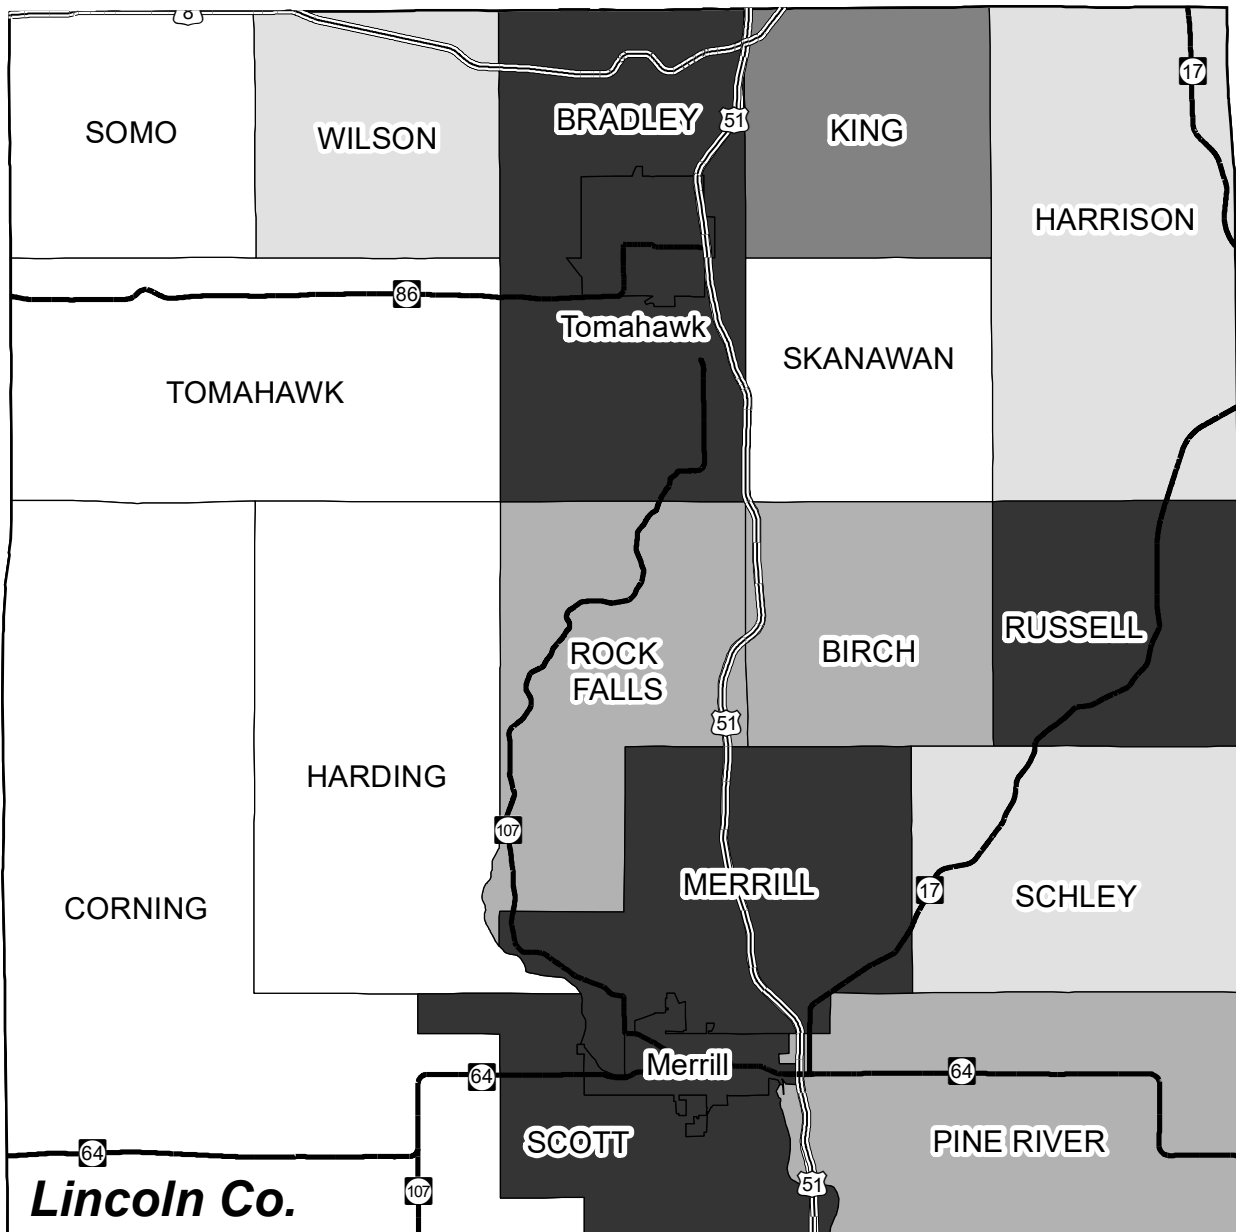 8
17
SOMO
WILSON
BRADLEY
51
KING
HARRISON
86
Tomahawk
SKANAWAN
TOMAHAWK
ROCK
FALLS
BIRCH
RUSSELL
51
HARDING
107
MERRILL
17
SCHLEY
CORNING
Merrill
64
64
SCOTT
PINE RIVER
64
107
51
Lincoln Co.